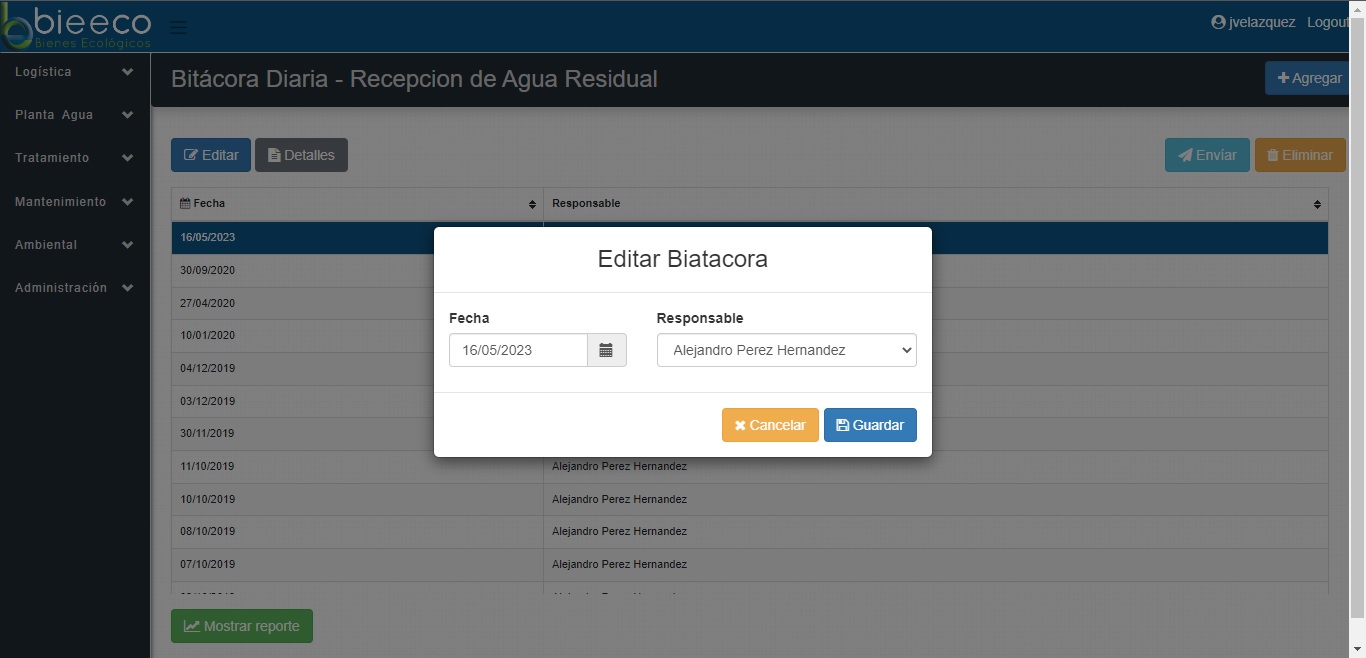 bieeco
Bienes Ecológicos
jvelazquez Logout
Logística
Planta Agua
Tratamiento
Mantenimiento
Ambiental
Administración
Bitácora Diaria - Recepcion de Agua Residual
Agregar
Editar Detalles Envíar Eliminar
Fecha Responsable
16/05/2023
30/09/2020
27/04/2020
10/01/2020
04/12/2019
03/12/2019
30/11/2019
11/10/2019 Alejandro Perez Hernandez
10/10/2019 Alejandro Perez Hernandez
08/10/2019 Alejandro Perez Hernandez
07/10/2019 Alejandro Perez Hernandez
Mostrar reporte
Editar Biatacora
Fecha Responsable
16/05/2023 Alejandro Perez Hernandez
Cancelar Guardar